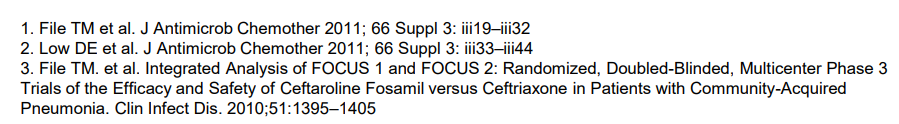 1. File TM et al. J Antimicrob Chemother 2011; 66 Suppl 3: iii19–iii32
2. Low DE et al. J Antimicrob Chemother 2011; 66 Suppl 3: iii33–iii44
3. File TM. et al. Integrated Analysis of FOCUS 1 and FOCUS 2: Randomized, Doubled-Blinded, Multicenter Phase 3
Trials of the Efficacy and Safety of Ceftaroline Fosamil versus Ceftriaxone in Patients with Community-Acquired
Pneumonia. Clin Infect Dis. 2010;51:1395–1405